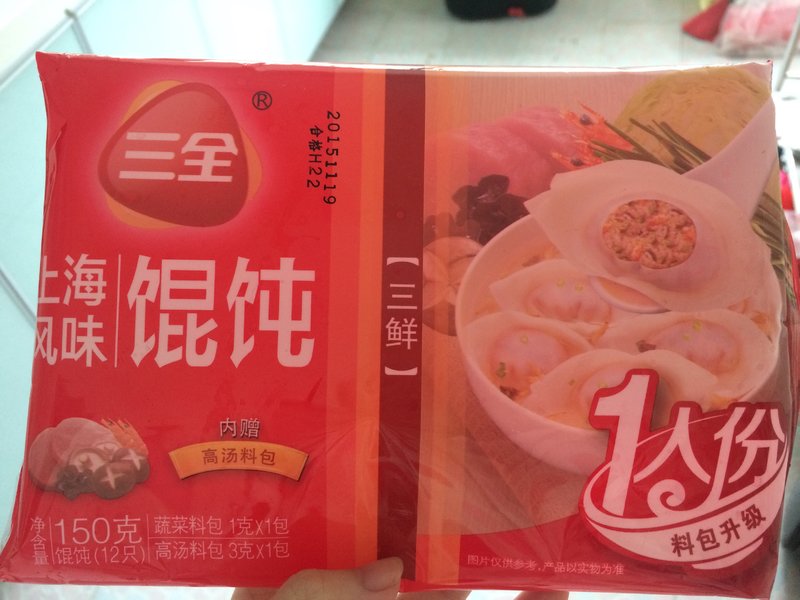 三全®
20151119
合格H22
上海
风味
馄饨
【三鲜】
内赠
高汤料包
净含量
150克
馄饨(12只)
蔬菜料包 1克x1包
高汤料包 3克x1包
1人份
料包升级
图片仅供参考，产品以实物为准